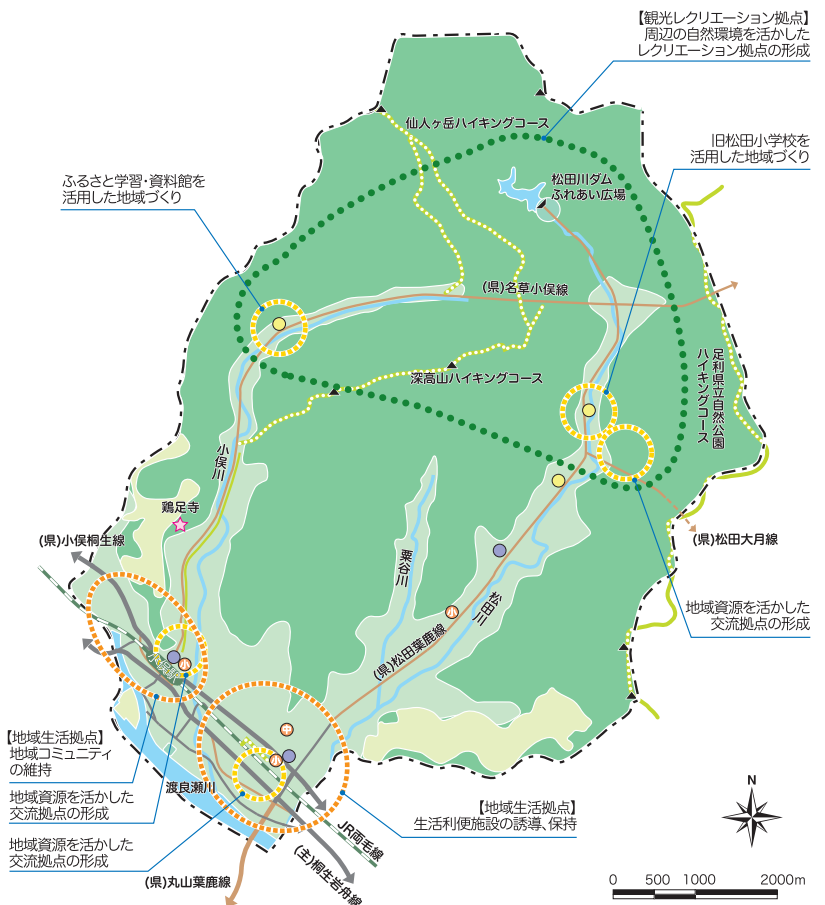 【観光レクリエーション拠点】
周辺の自然環境を活かした
レクリエーション拠点の形成
仙人ヶ岳ハイキングコース
旧松田小学校を
活用した地域づくり
ふるさと学習・資料館を
活用した地域づくり
松田川ダム
ふれあい広場
(県)名草小俣線
足利県立自然公園
ハイキングコース
深高山ハイキングコース
小俣川
鶏足寺
(県)小俣桐生線
(県)松田大月線
粟谷川
松田川
小
(県)松田葉鹿線
地域資源を活かした
交流拠点の形成
小俣駅
小
【地域生活拠点】
地域コミュニティ
の維持
中
小
渡良瀬川
地域資源を活かした
交流拠点の形成
【地域生活拠点】
生活利便施設の誘導、保持
地域資源を活かした
交流拠点の形成
JR両毛線
(主)桐生岩舟線
(県)丸山葉鹿線
N
0 500 1000 2000m